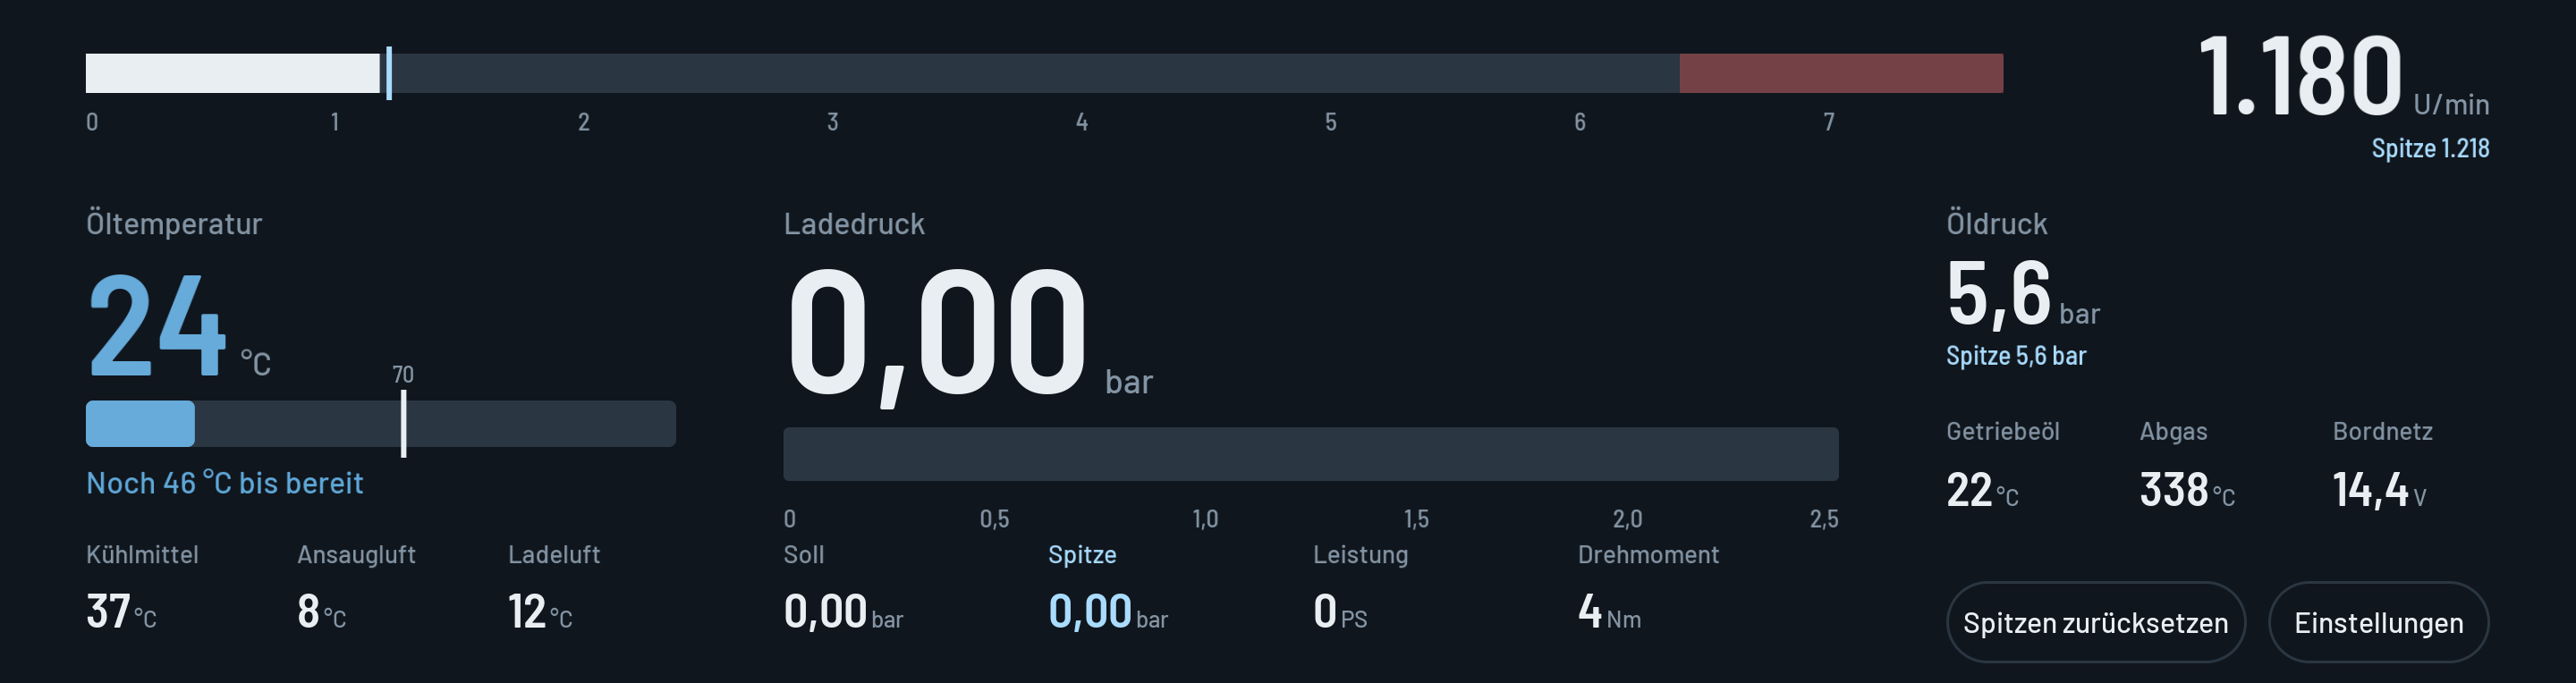 0 1 2 3 4 5 6 7
1.180 U/min
Spitze 1.218
Öltemperatur
24 °C
70
Noch 46 °C bis bereit
Kühlmittel Ansaugluft Ladeluft
37 °C 8 °C 12 °C
Ladedruck
0,00 bar
0 0,5 1,0 1,5 2,0 2,5
Soll Spitze Leistung Drehmoment
0,00 bar 0,00 bar 0 PS 4 Nm
Öldruck
5,6 bar
Spitze 5,6 bar
Getriebeöl Abgas Bordnetz
22 °C 338 °C 14,4 V
Spitzen zurücksetzen Einstellungen